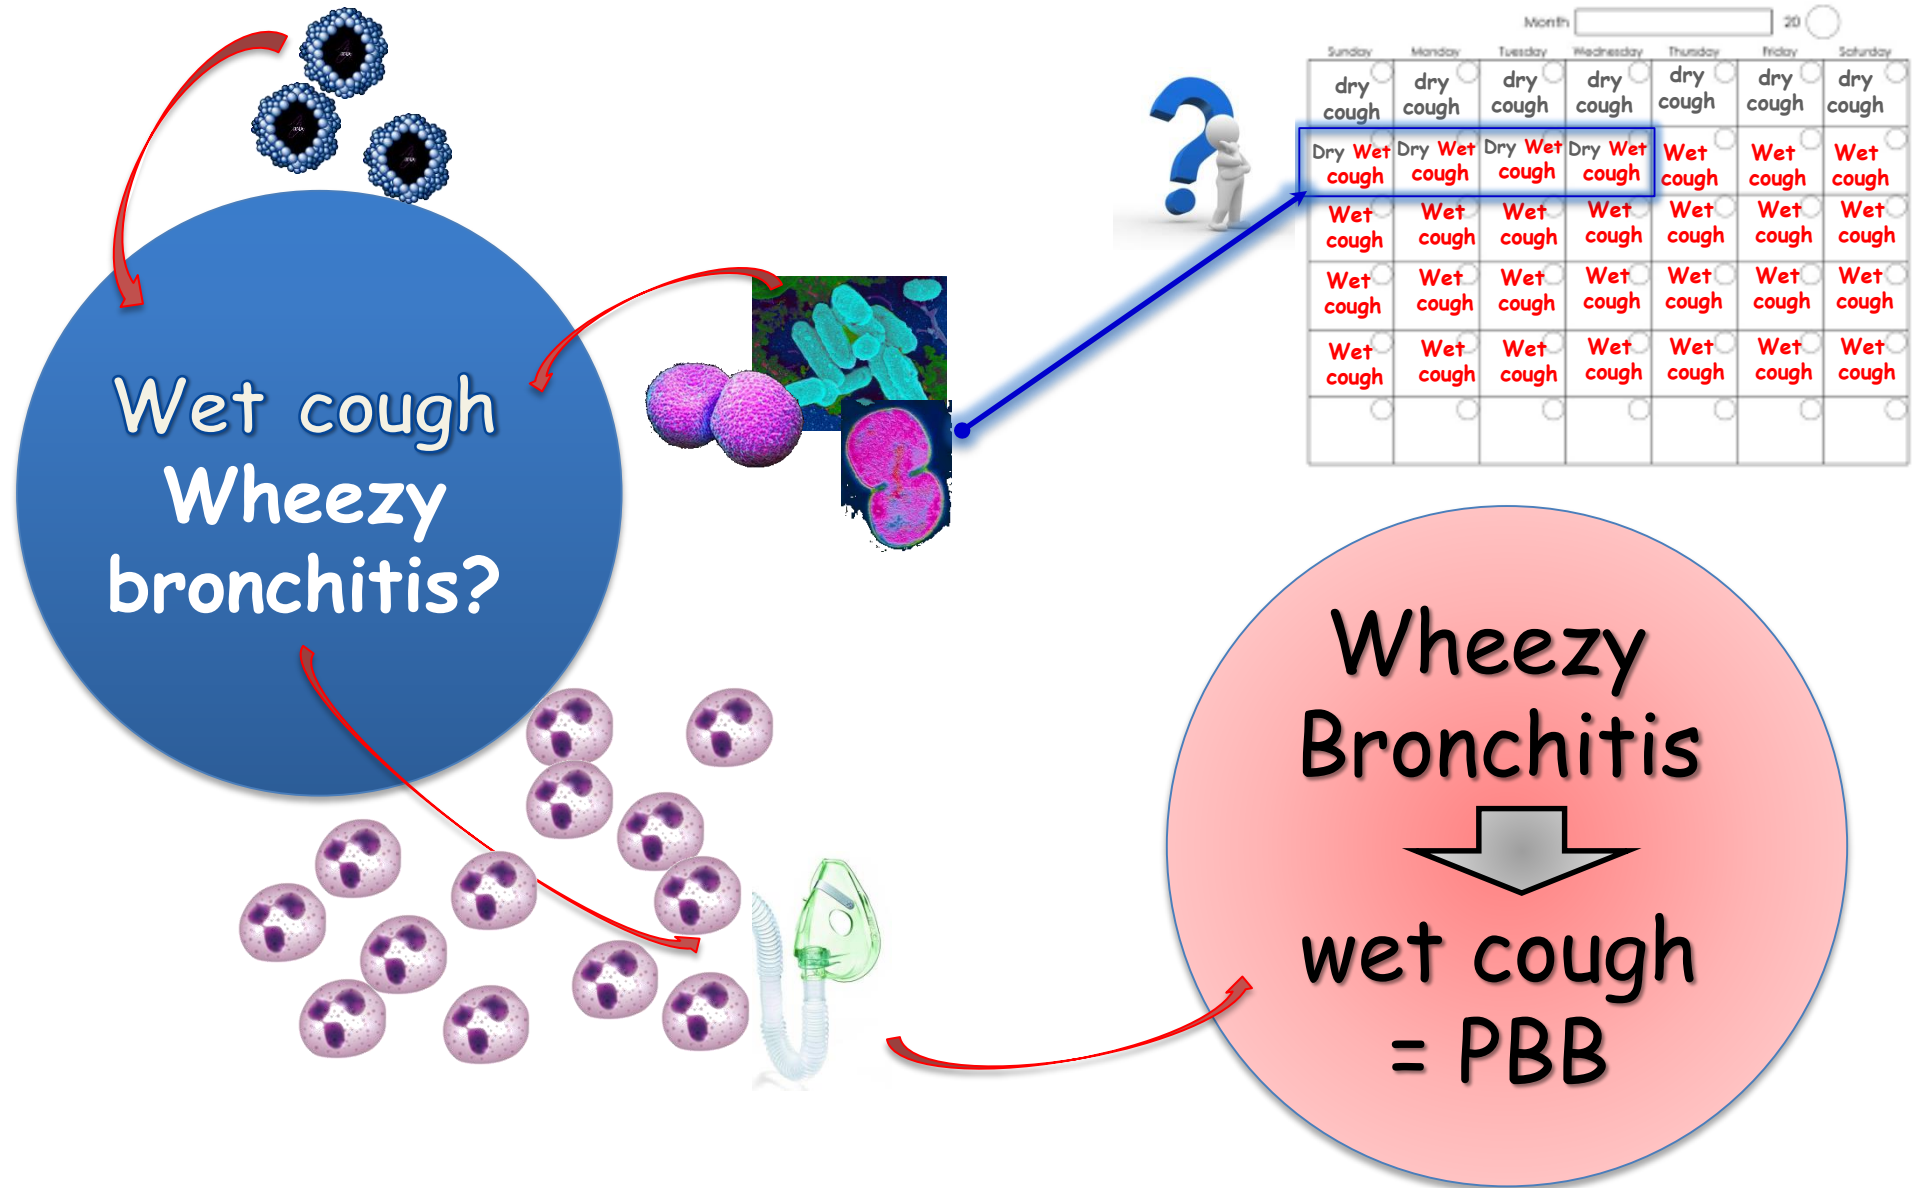 Month 20
Sunday Monday Tuesday Wednesday Thursday Friday Saturday
dry dry dry dry dry dry dry
cough cough cough cough cough cough cough
Dry Wet Dry Wet Dry Wet Dry Wet Wet Wet Wet
cough cough cough cough cough cough cough
Wet Wet Wet Wet Wet Wet Wet
cough cough cough cough cough cough cough
Wet Wet Wet Wet Wet Wet Wet
cough cough cough cough cough cough cough
Wet Wet Wet Wet Wet Wet Wet
cough cough cough cough cough cough cough
Wet cough
Wheezy
bronchitis?
Wheezy
Bronchitis
wet cough
= PBB